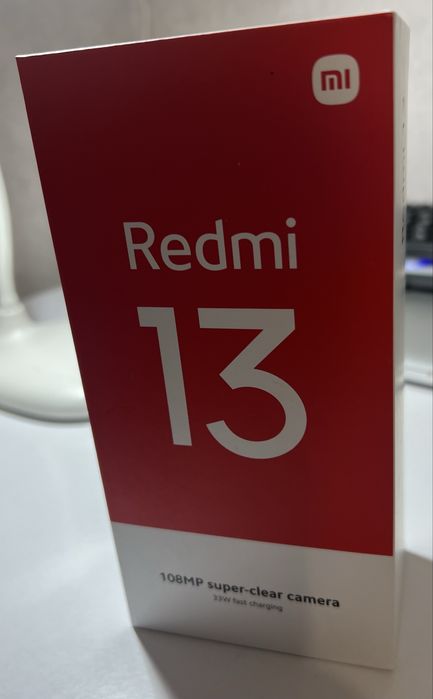 mi
Redmi
13
108MP super-clear camera
33W fast charging